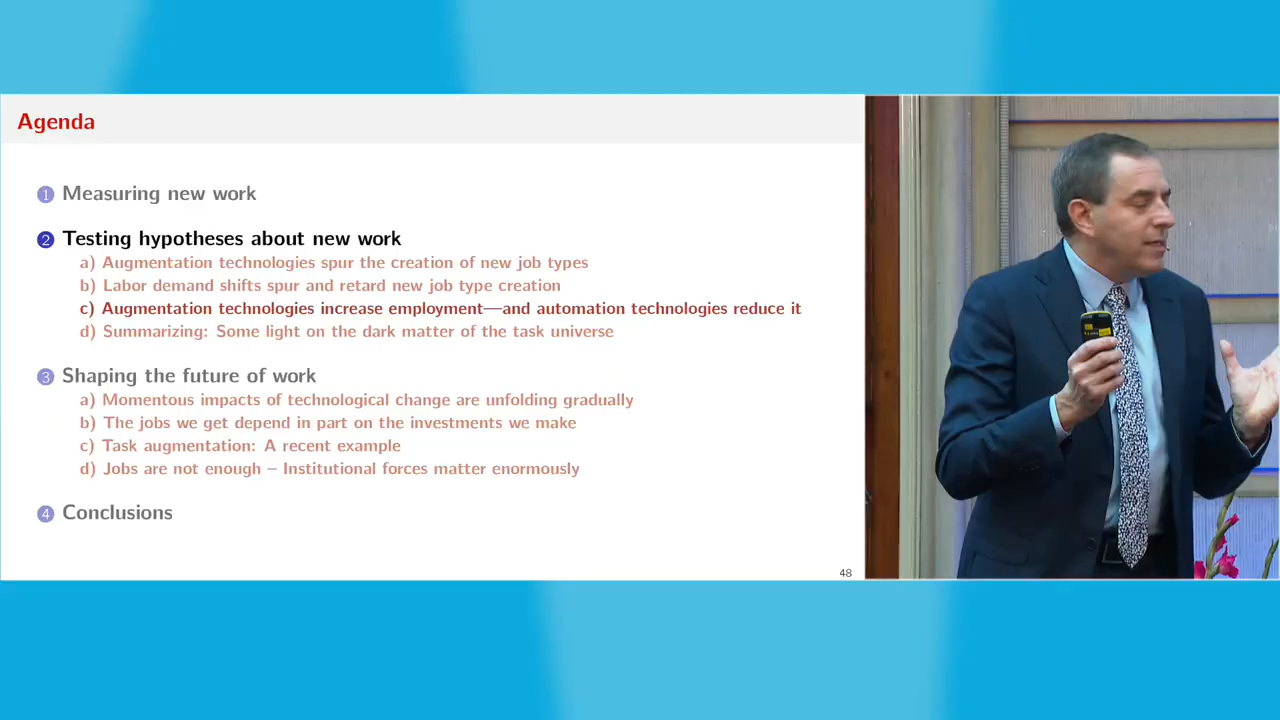 Agenda
1 Measuring new work
2 Testing hypotheses about new work
a) Augmentation technologies spur the creation of new job types
b) Labor demand shifts spur and retard new job type creation
c) Augmentation technologies increase employment—and automation technologies reduce it
d) Summarizing: Some light on the dark matter of the task universe
3 Shaping the future of work
a) Momentous impacts of technological change are unfolding gradually
b) The jobs we get depend in part on the investments we make
c) Task augmentation: A recent example
d) Jobs are not enough – Institutional forces matter enormously
4 Conclusions
48